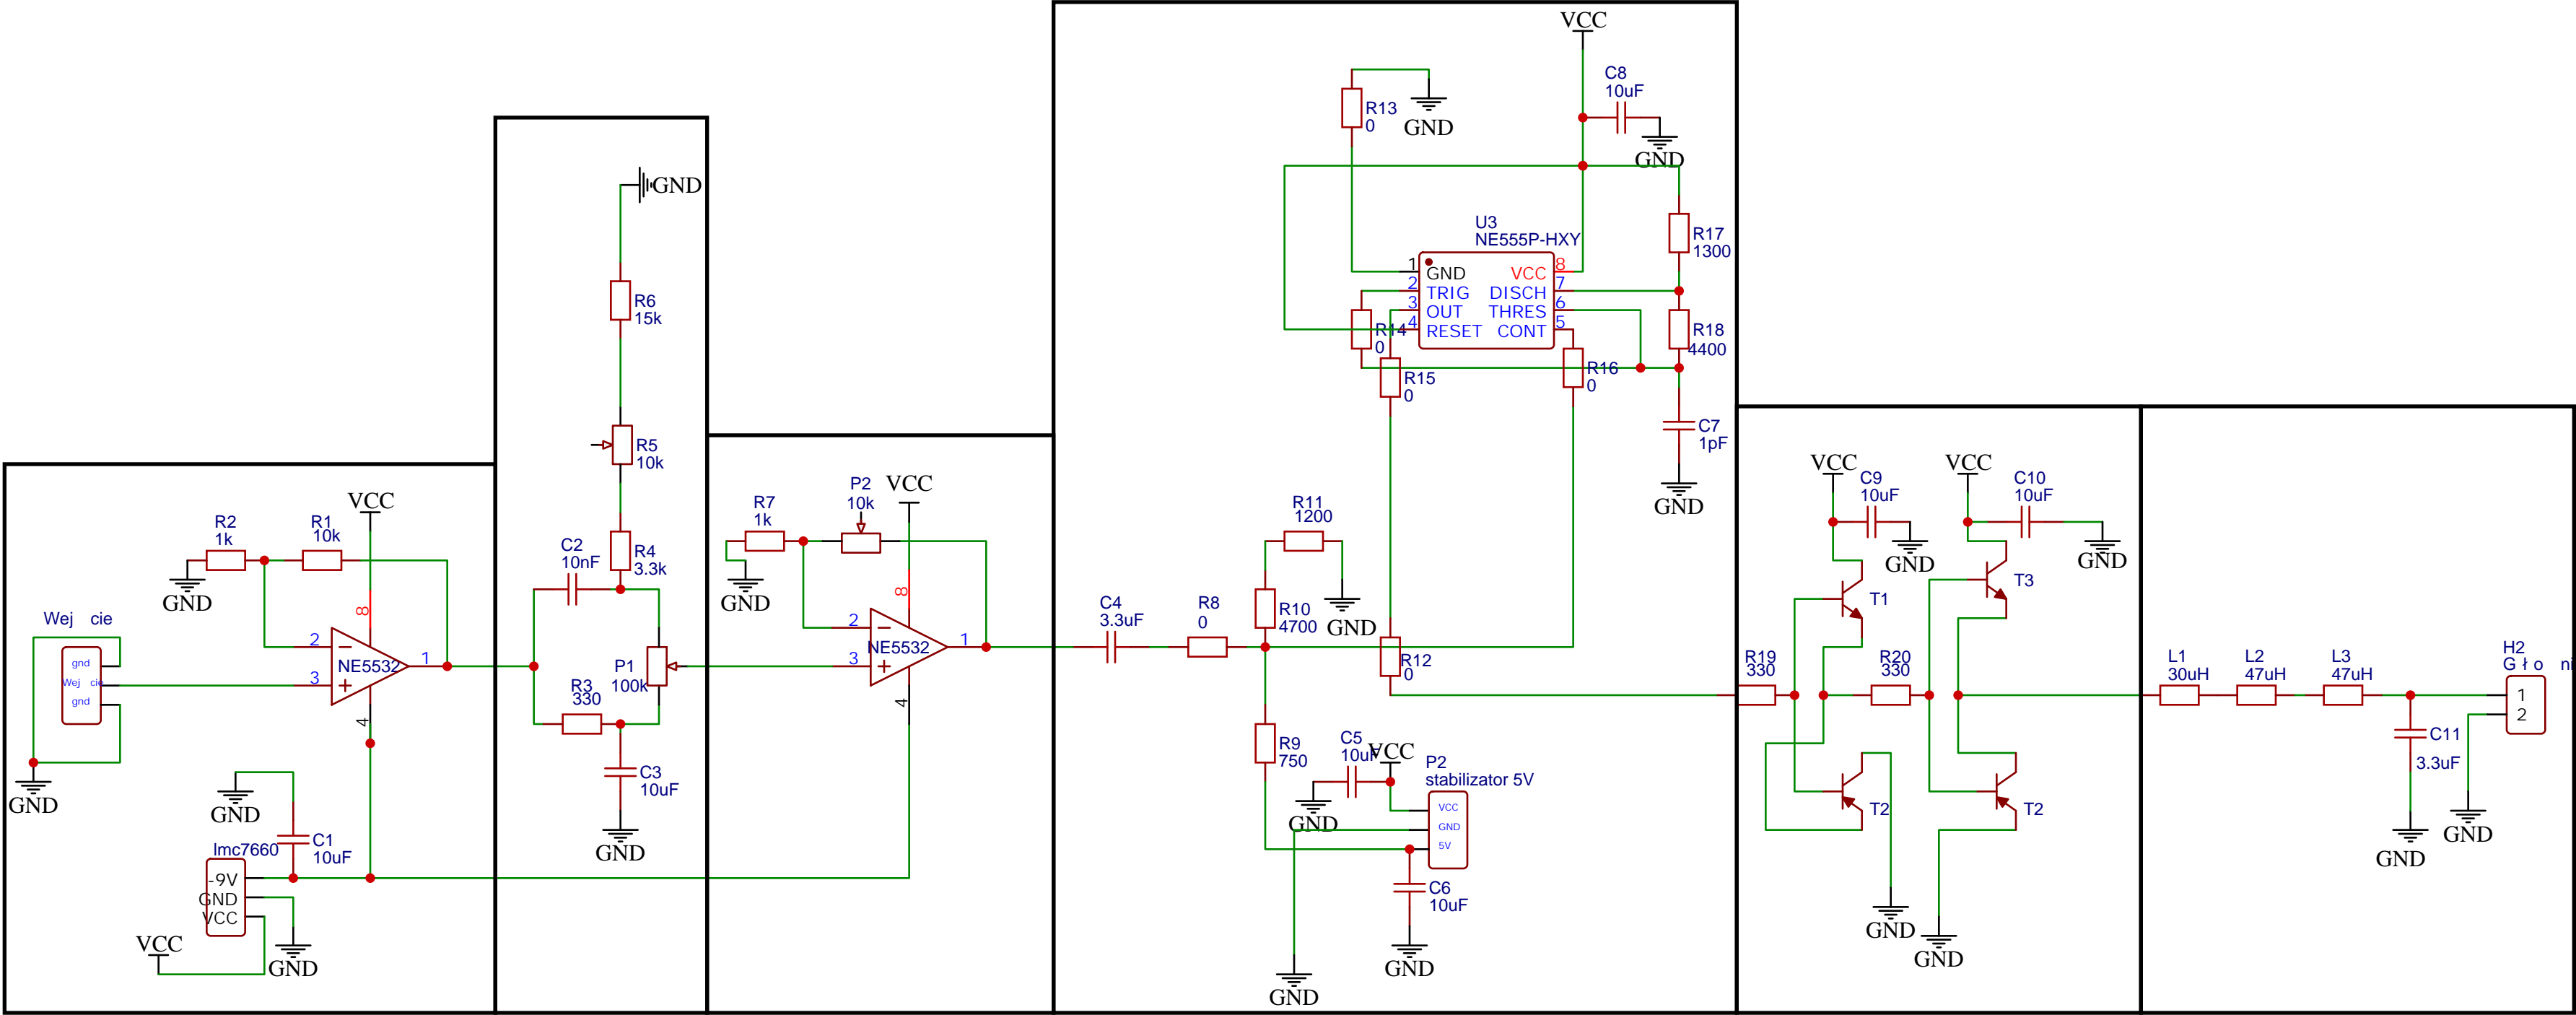 Wej cie
gnd
Wej cie
gnd
GND
R2
1k
R1
10k
GND
VCC
8
2
3
NE5532
1
4
GND
C1
10uF
lmc7660
-9V
GND
VCC
VCC
GND
GND
R6
15k
R5
10k
R4
3.3k
C2
10nF
P1
100k
R3
330
C3
10uF
GND
R7
1k
P2
10k
VCC
GND
8
2
3
NE5532
1
4
VCC
C8
10uF
GND
R13
0
GND
U3
NE555P-HXY
1
GND
2
TRIG
3
OUT
4
RESET
VCC
8
DISCH
7
THRES
6
CONT
5
R17
1300
R18
4400
R14
0
R15
0
R16
0
C7
1pF
GND
C4
3.3uF
R8
0
R11
1200
R10
4700
GND
R12
0
R9
750
C5
10uF
VCC
GND
P2
stabilizator 5V
VCC
GND
5V
C6
10uF
GND
GND
VCC
C9
10uF
GND
VCC
C10
10uF
GND
T1
T3
R19
330
R20
330
T2
T2
GND
GND
L1
30uH
L2
47uH
L3
47uH
C11
3.3uF
GND
H2
G ł o ni
1
2
GND